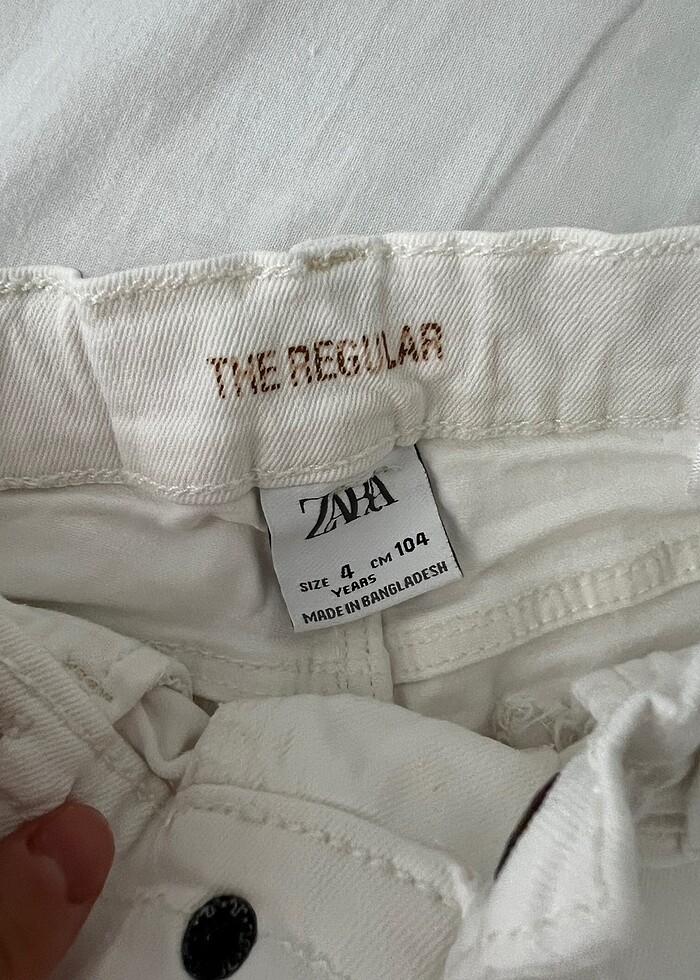 THE REGULAR
ZARA
SIZE 4 CM 104
YEARS
MADE IN BANGLADESH